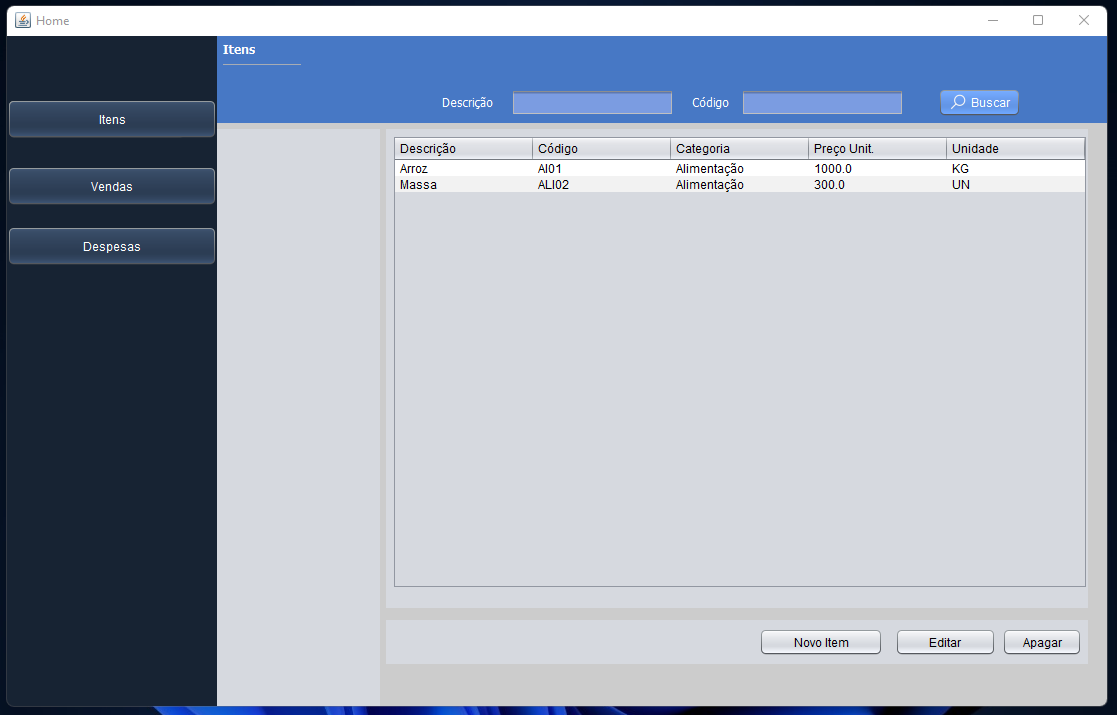 Home
Itens
Descrição Código Buscar
Itens
Vendas
Despesas
Descrição Código Categoria Preço Unit. Unidade
Arroz Al01 Alimentação 1000.0 KG
Massa ALI02 Alimentação 300.0 UN
Novo Item Editar Apagar